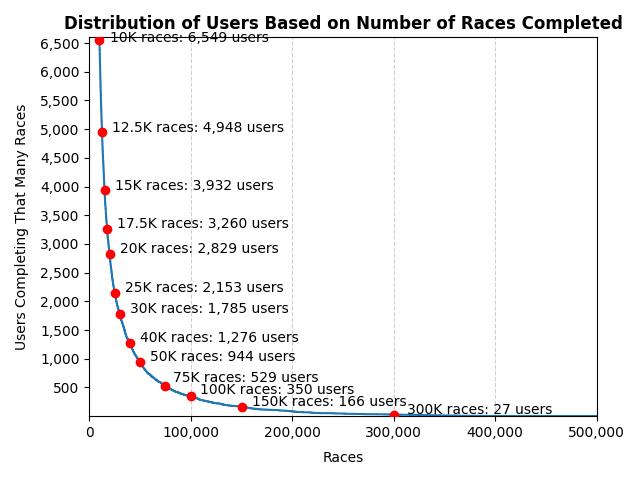 Distribution of Users Based on Number of Races Completed
Users Completing That Many Races
6,500
6,000
5,500
5,000
4,500
4,000
3,500
3,000
2,500
2,000
1,500
1,000
500
10K races: 6,549 users
12.5K races: 4,948 users
15K races: 3,932 users
17.5K races: 3,260 users
20K races: 2,829 users
25K races: 2,153 users
30K races: 1,785 users
40K races: 1,276 users
50K races: 944 users
75K races: 529 users
100K races: 350 users
150K races: 166 users
300K races: 27 users
0 100,000 200,000 300,000 400,000 500,000
Races